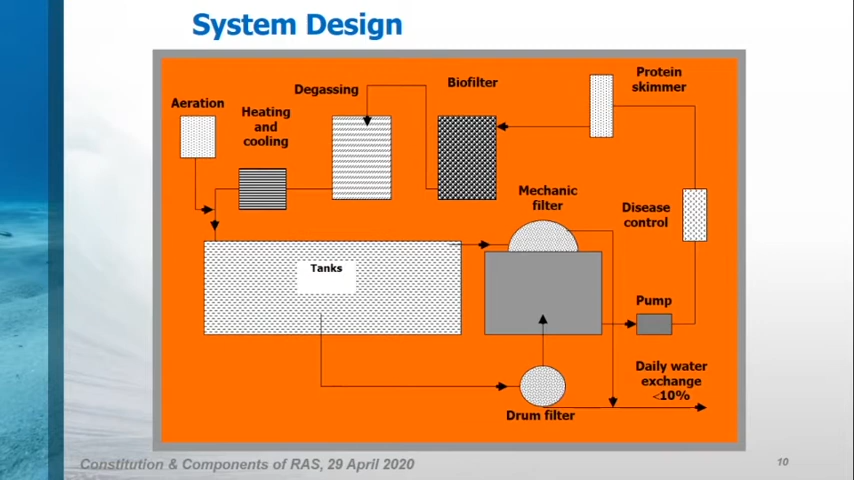 System Design
Aeration
Heating
and
cooling
Degassing
Biofilter
Protein
skimmer
Mechanic
filter
Disease
control
Tanks
Pump
Daily water
exchange
<10%
Drum filter
Constitution & Components of RAS, 29 April 2020
10